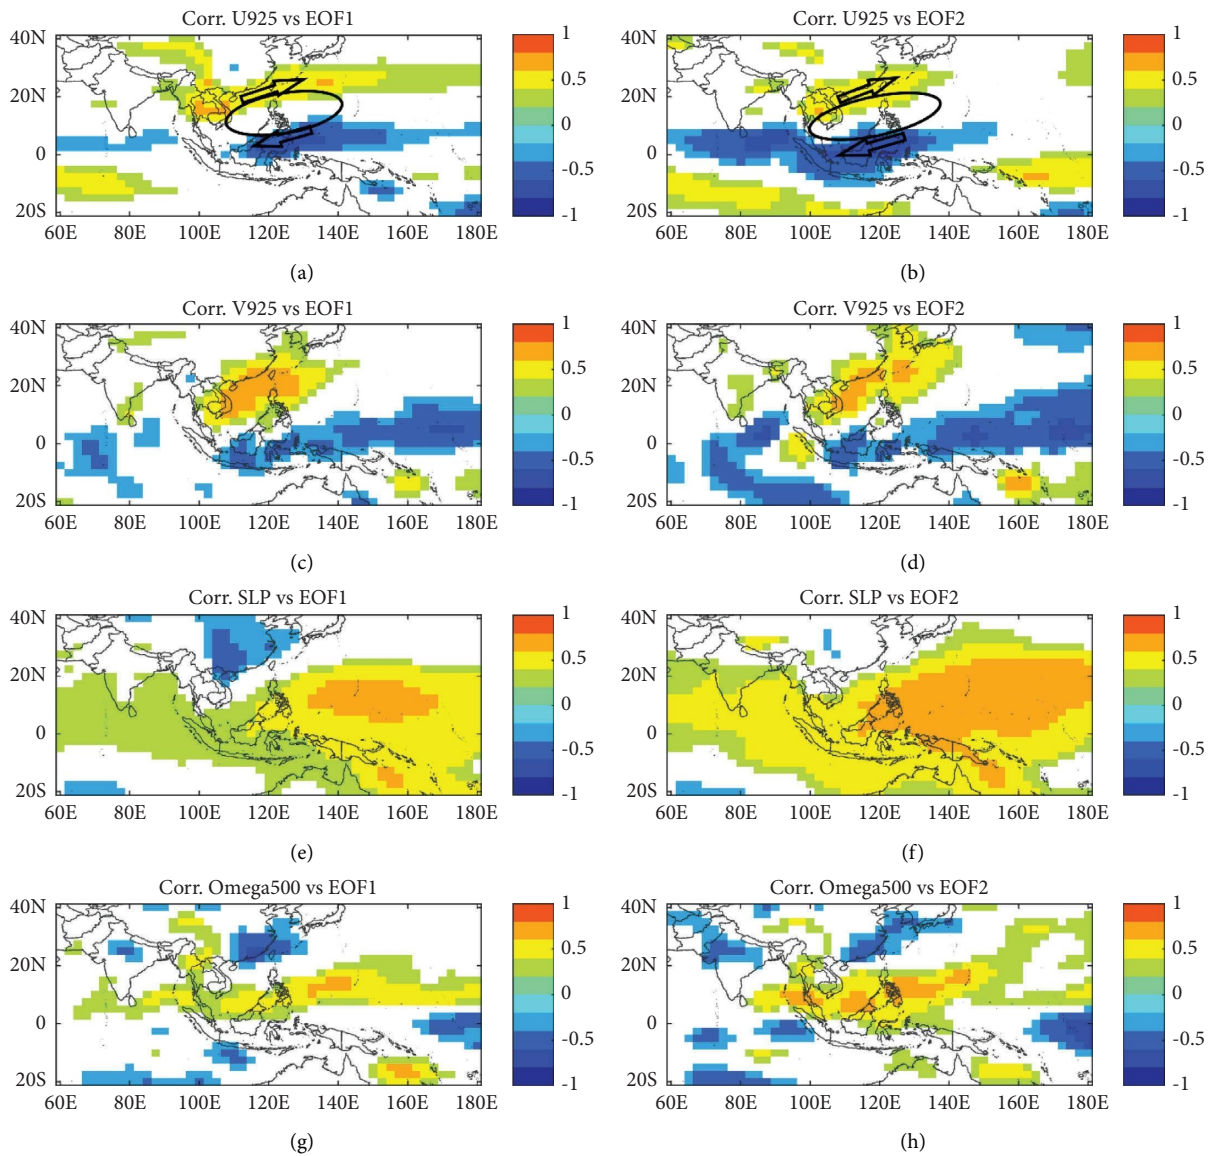 Corr. U925 vs EOF1
40N
20N
0
20S
60E 80E 100E 120E 140E 160E 180E
1
0.5
0
-0.5
-1
(a)
Corr. U925 vs EOF2
40N
20N
0
20S
60E 80E 100E 120E 140E 160E 180E
1
0.5
0
-0.5
-1
(b)
Corr. V925 vs EOF1
40N
20N
0
20S
60E 80E 100E 120E 140E 160E 180E
1
0.5
0
-0.5
-1
(c)
Corr. V925 vs EOF2
40N
20N
0
20S
60E 80E 100E 120E 140E 160E 180E
1
0.5
0
-0.5
-1
(d)
Corr. SLP vs EOF1
40N
20N
0
20S
60E 80E 100E 120E 140E 160E 180E
1
0.5
0
-0.5
-1
(e)
Corr. SLP vs EOF2
40N
20N
0
20S
60E 80E 100E 120E 140E 160E 180E
1
0.5
0
-0.5
-1
(f)
Corr. Omega500 vs EOF1
40N
20N
0
20S
60E 80E 100E 120E 140E 160E 180E
1
0.5
0
-0.5
-1
(g)
Corr. Omega500 vs EOF2
40N
20N
0
20S
60E 80E 100E 120E 140E 160E 180E
1
0.5
0
-0.5
-1
(h)